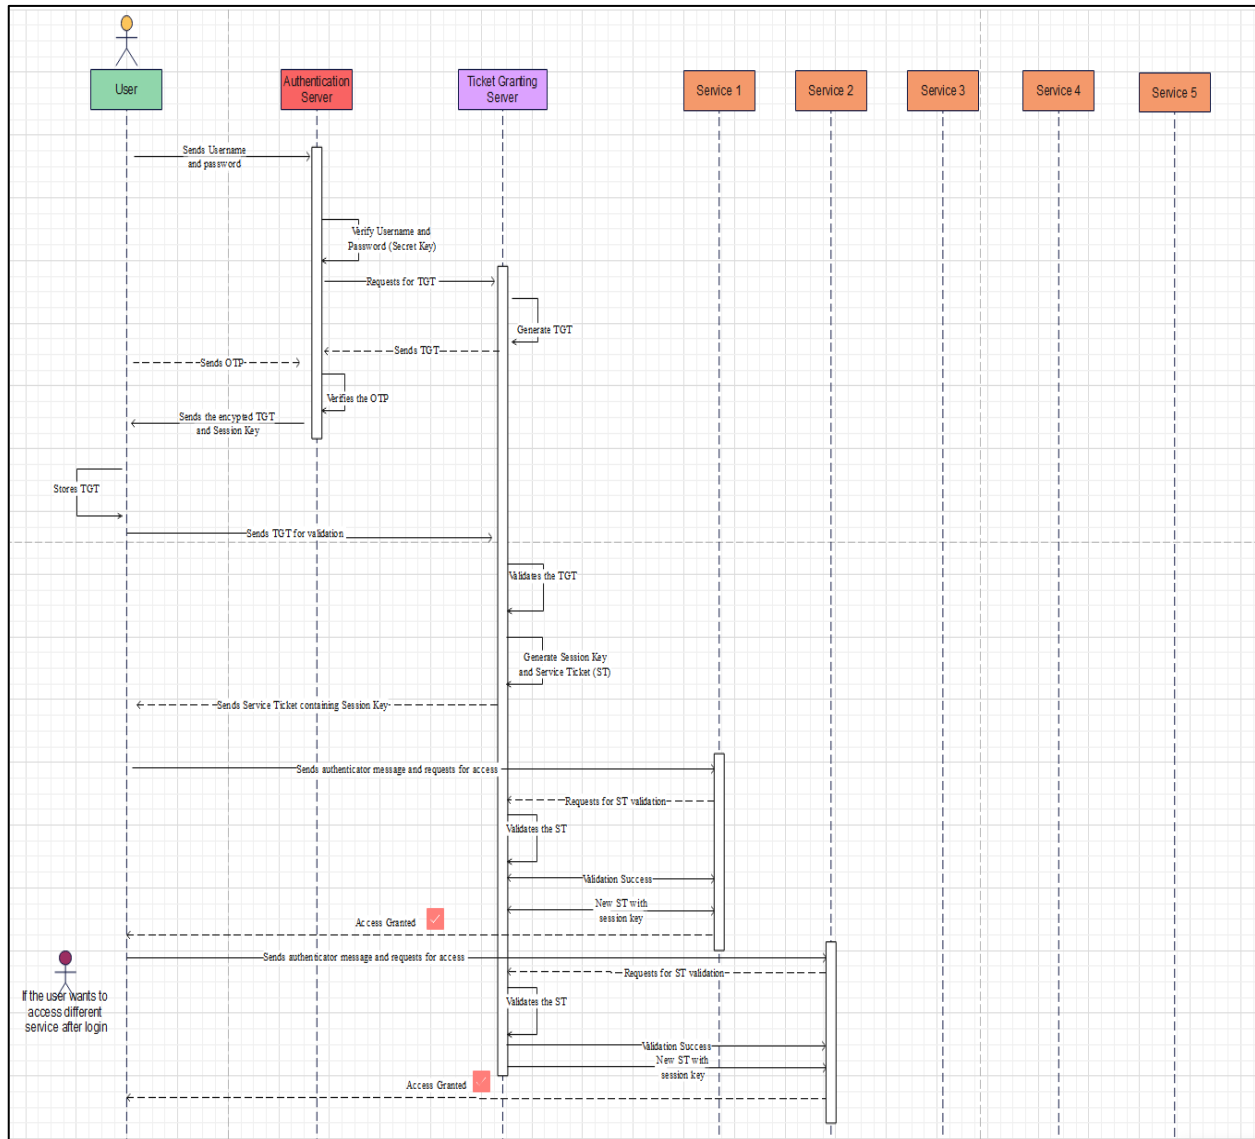 User
Authentication
Server
Ticket Granting
Server
Service 1
Service 2
Service 3
Service 4
Service 5
Sends Username
and password
Verify Username and
Password (Secret Key)
Requests for TGT
Generate TGT
Sends TGT
Sends OTP
Verifies the OTP
Sends the encypted TGT
and Session Key
Stores TGT
Sends TGT for validation
Validates the TGT
Generate Session Key
and Service Ticket (ST)
Sends Service Ticket containing Session Key
Sends authenticator message and requests for access
Requests for ST validation
Validates the ST
Validation Success
New ST with
session key
Access Granted
Sends authenticator message and requests for access
Requests for ST validation
If the user wants to
access different
service after login
Validates the ST
Validation Success
New ST with
session key
Access Granted